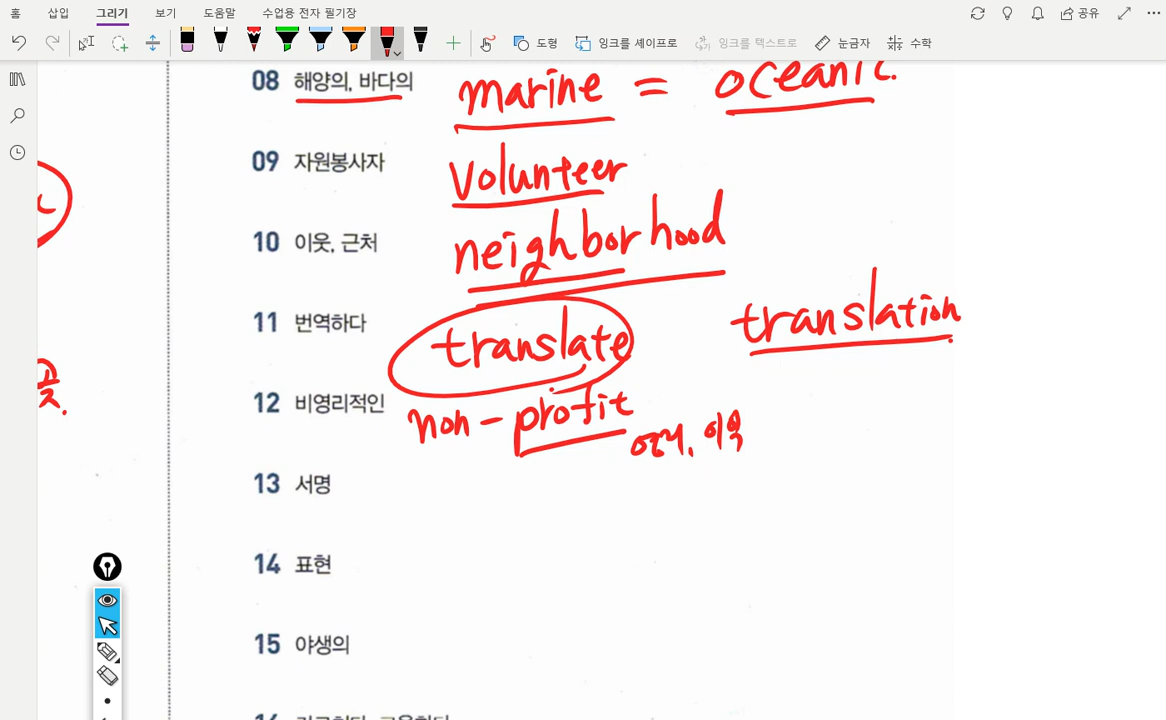 홈 삽입 그리기 보기 도움말 수업용 전자 필기장
공유
도형 잉크를 셰이프로 잉크를 텍스트로 눈금자 수학
08 해양의, 바다의 marine = oceanic.
09 자원봉사자 volunteer
10 이웃, 근처 neighborhood
11 번역하다 translate translation
12 비영리적인 non-profit 영리, 이익
13 서명
14 표현
15 야생의